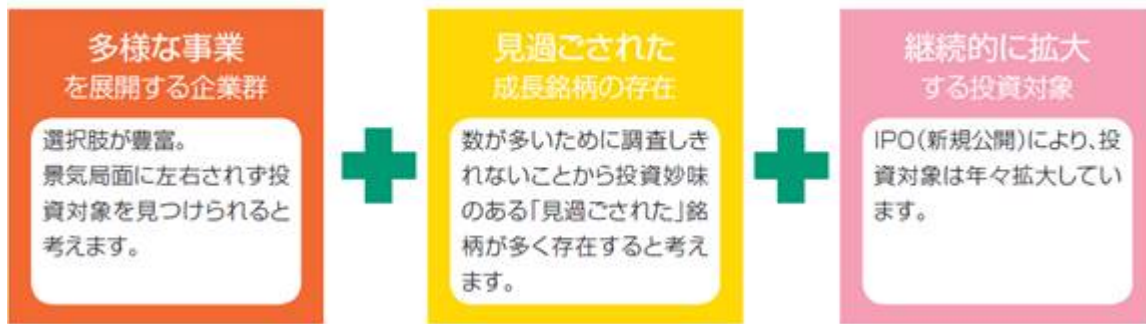 多様な事業
を展開する企業群
選択肢が豊富。
景気局面に左右されず投
資対象を見つけられると
考えます。
見過ごされた
成長銘柄の存在
数が多いために調査しき
れないことから投資妙味
のある「見過ごされた」銘
柄が多く存在すると考え
ます。
継続的に拡大
する投資対象
IPO(新規公開)により、投
資対象は年々拡大してい
ます。